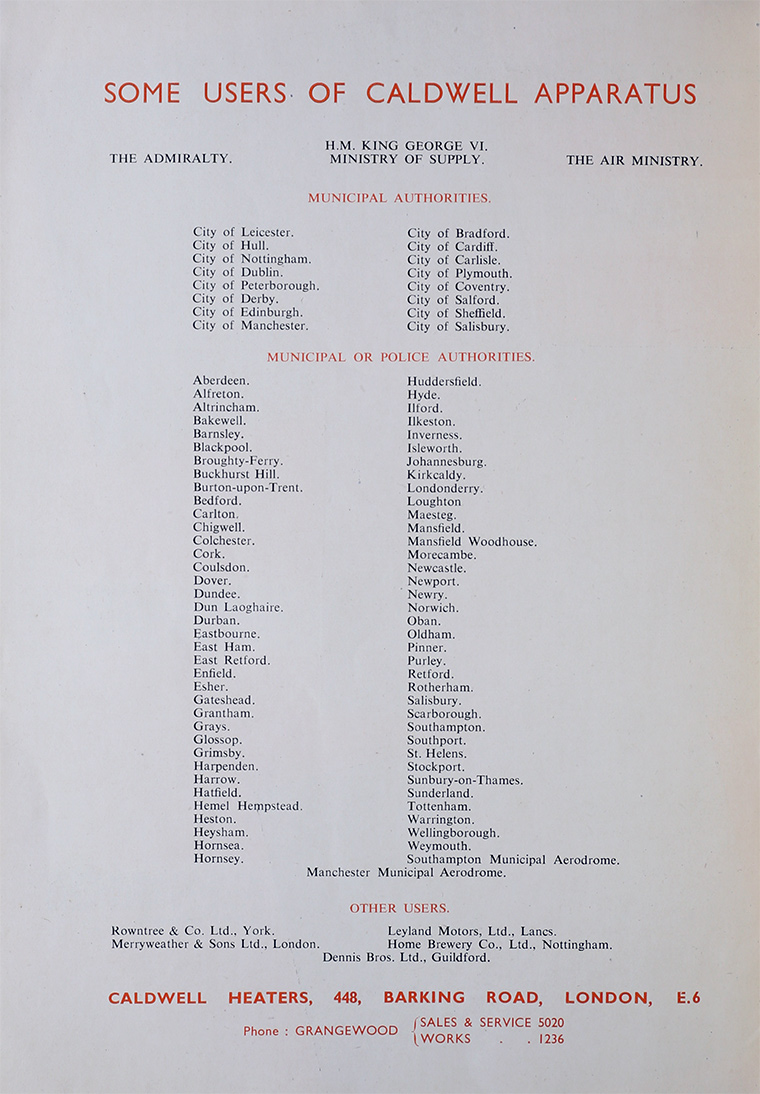 SOME USERS OF CALDWELL APPARATUS
H.M. KING GEORGE VI.
THE ADMIRALTY. MINISTRY OF SUPPLY. THE AIR MINISTRY.
MUNICIPAL AUTHORITIES.
City of Leicester.
City of Hull.
City of Nottingham.
City of Dublin.
City of Peterborough.
City of Derby.
City of Edinburgh.
City of Manchester.
City of Bradford.
City of Cardiff.
City of Carlisle.
City of Plymouth.
City of Coventry.
City of Salford.
City of Sheffield.
City of Salisbury.
MUNICIPAL OR POLICE AUTHORITIES.
Aberdeen.
Alfreton.
Altrincham.
Bakewell.
Barnsley.
Blackpool.
Broughty-Ferry.
Buckhurst Hill.
Burton-upon-Trent.
Bedford.
Carlton.
Chigwell.
Colchester.
Cork.
Coulsdon.
Dover.
Dundee.
Dun Laoghaire.
Durban.
Eastbourne.
East Ham.
East Retford.
Enfield.
Esher.
Gateshead.
Grantham.
Grays.
Glossop.
Grimsby.
Harpenden.
Harrow.
Hatfield.
Hemel Hempstead.
Heston.
Heysham.
Hornsea.
Hornsey.
Huddersfield.
Hyde.
Ilford.
Ilkeston.
Inverness.
Isleworth.
Johannesburg.
Kirkcaldy.
Londonderry.
Loughton
Maesteg.
Mansfield.
Mansfield Woodhouse.
Morecambe.
Newcastle.
Newport.
Newry.
Norwich.
Oban.
Oldham.
Pinner.
Purley.
Retford.
Rotherham.
Salisbury.
Scarborough.
Southampton.
Southport.
St. Helens.
Stockport.
Sunbury-on-Thames.
Sunderland.
Tottenham.
Warrington.
Wellingborough.
Weymouth.
Southampton Municipal Aerodrome.
Manchester Municipal Aerodrome.
OTHER USERS.
Rowntree & Co. Ltd., York.
Merryweather & Sons Ltd., London.
Leyland Motors, Ltd., Lancs.
Home Brewery Co., Ltd., Nottingham.
Dennis Bros. Ltd., Guildford.
CALDWELL HEATERS, 448, BARKING ROAD, LONDON, E.6
Phone : GRANGEWOOD
SALES & SERVICE 5020
WORKS . . 1236